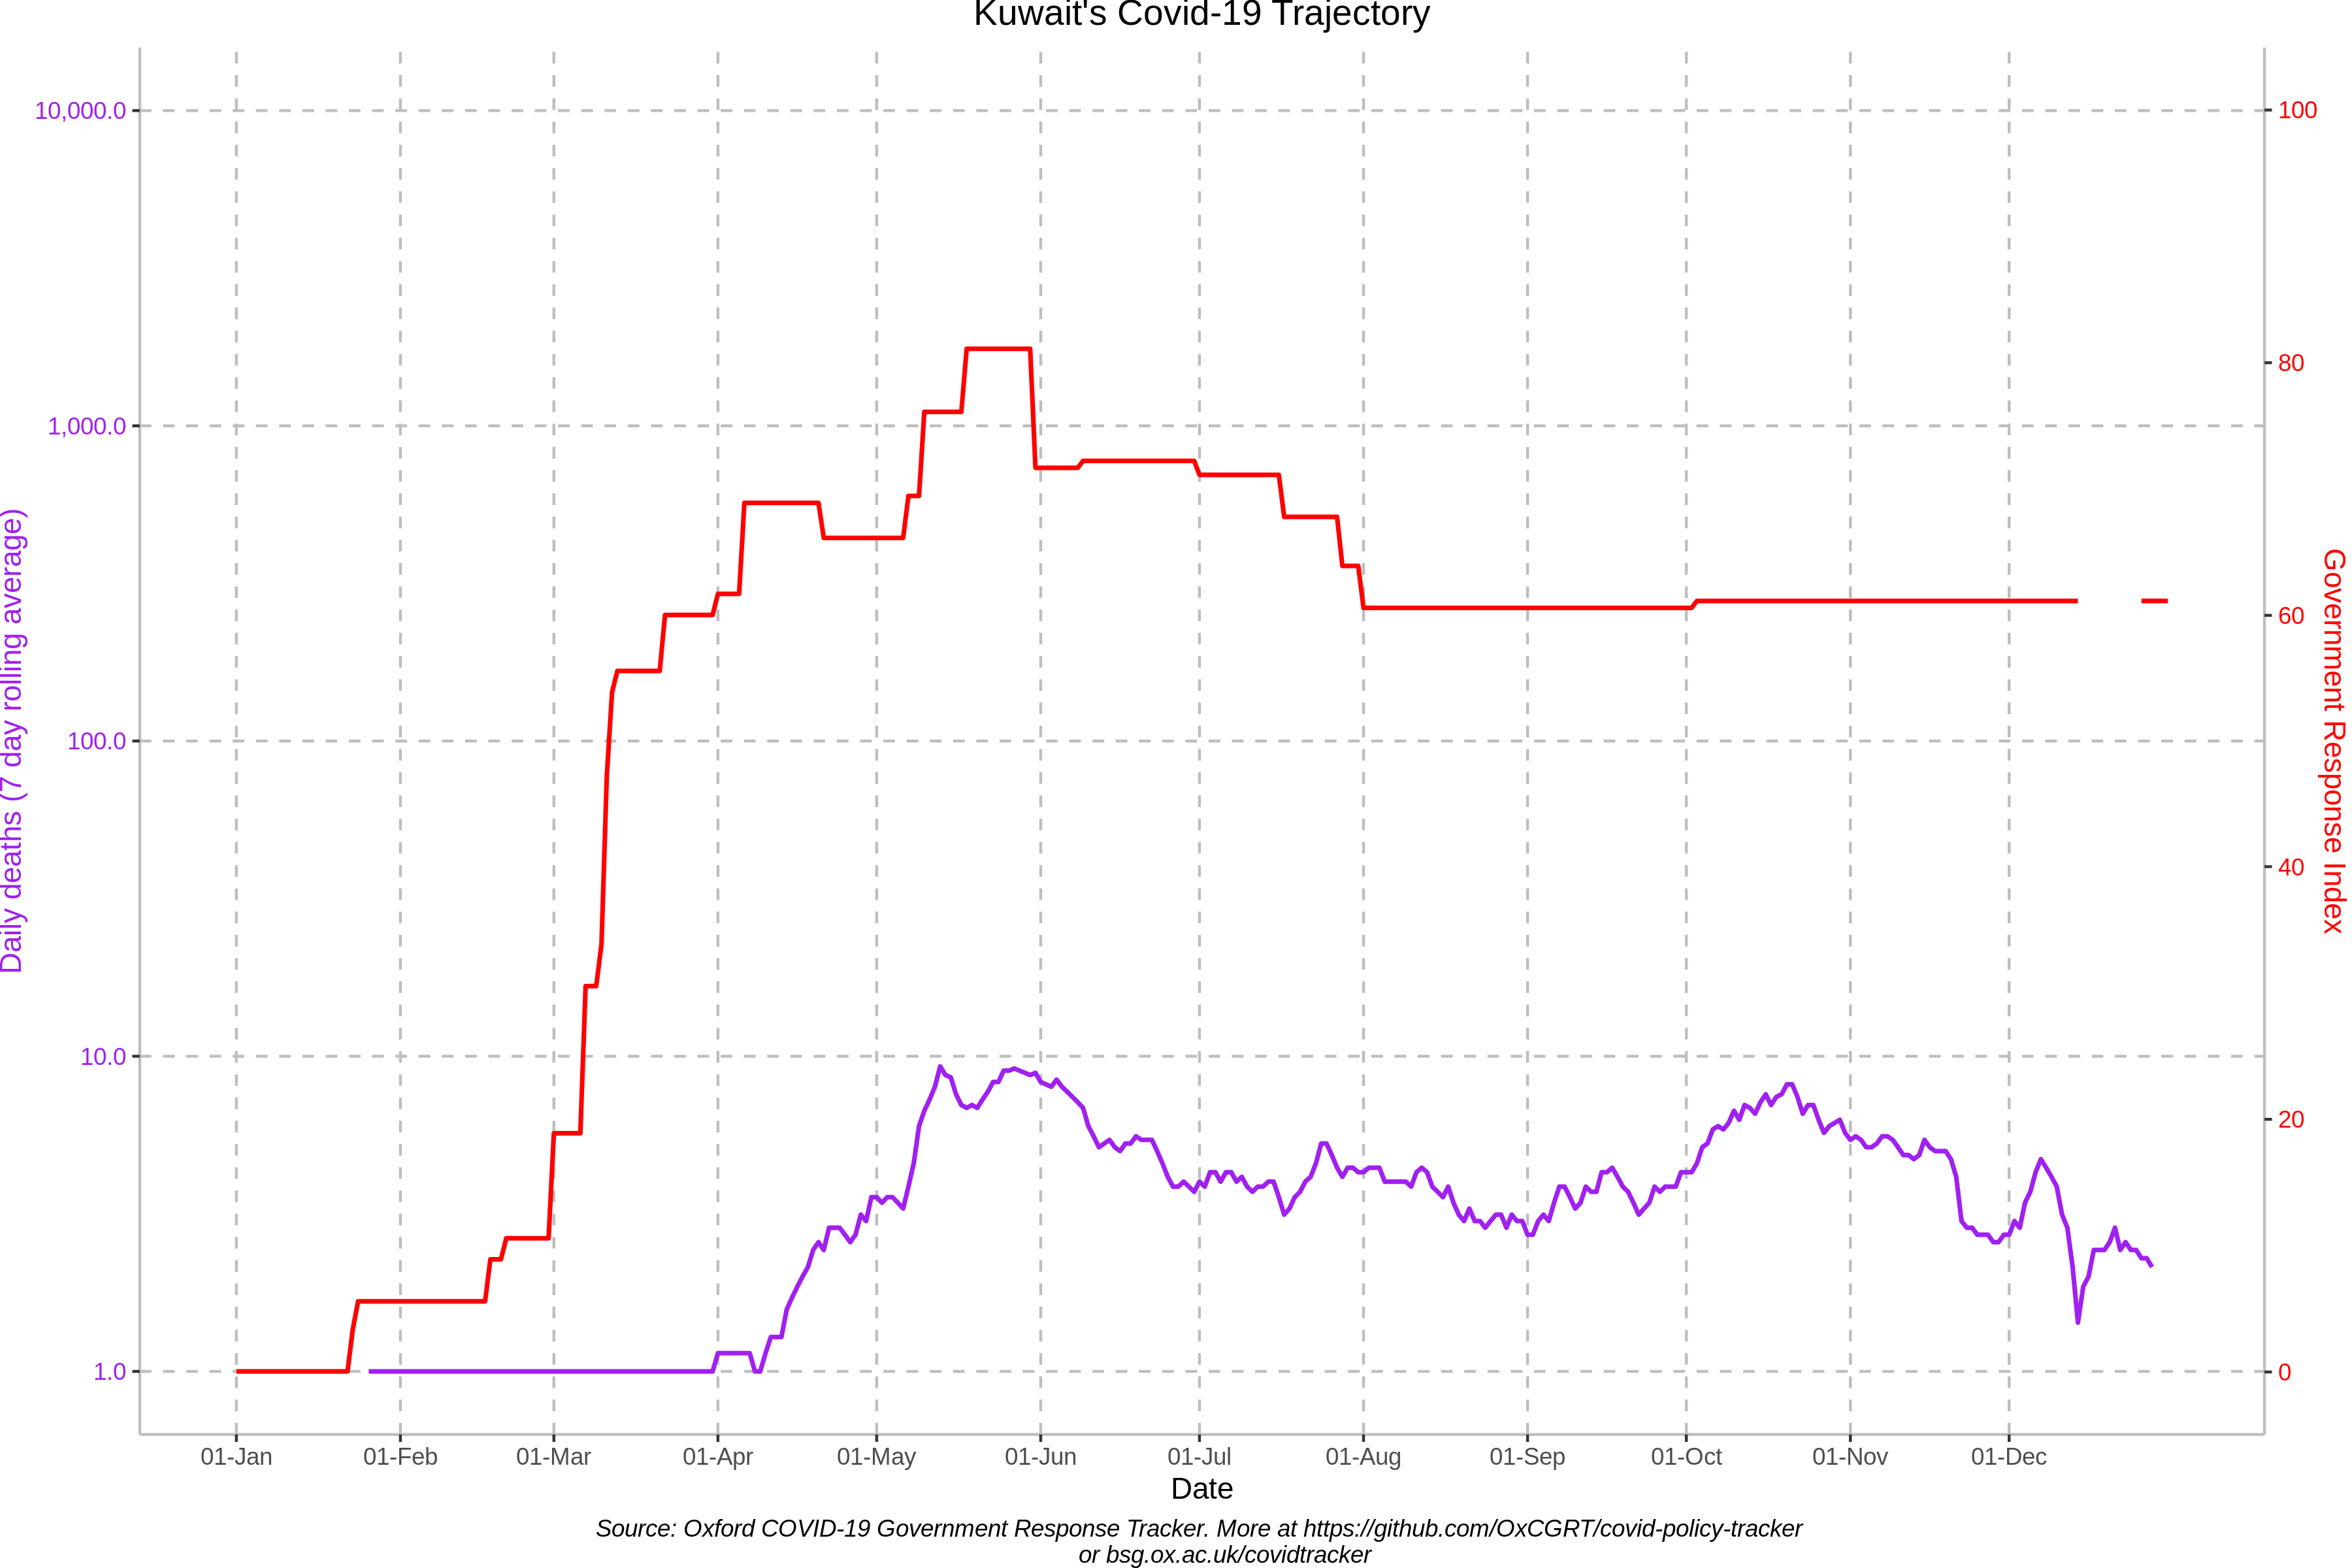 Kuwait's Covid-19 Trajectory
10,000.0
1,000.0
100.0
10.0
1.0
Daily deaths (7 day rolling average)
100
80
60
40
20
0
Government Response Index
01-Jan
01-Feb
01-Mar
01-Apr
01-May
01-Jun
01-Jul
01-Aug
01-Sep
01-Oct
01-Nov
01-Dec
Date
Source: Oxford COVID-19 Government Response Tracker. More at https://github.com/OxCGRT/covid-policy-tracker
or bsg.ox.ac.uk/covidtracker